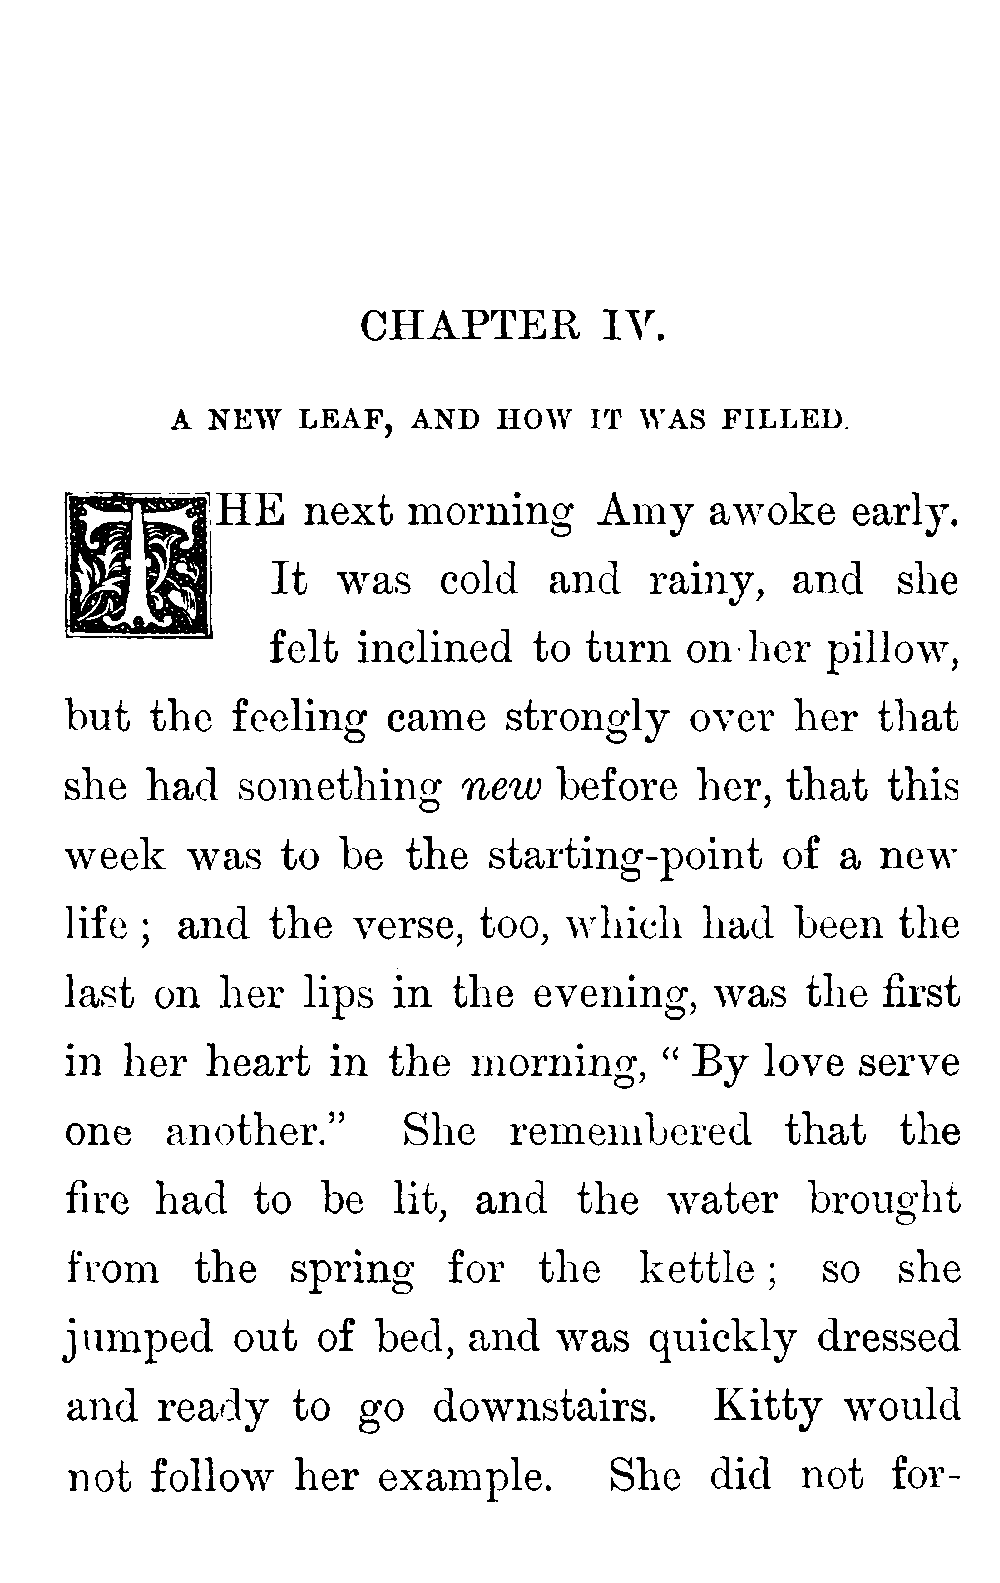 CHAPTER IV.
A NEW LEAF, AND HOW IT WAS FILLED.
THE next morning Amy awoke early.
It was cold and rainy, and she
felt inclined to turn on her pillow,
but the feeling came strongly over her that
she had something new before her, that this
week was to be the starting-point of a new
life ; and the verse, too, which had been the
last on her lips in the evening, was the first
in her heart in the morning, “ By love serve
one another.” She remembered that the
fire had to be lit, and the water brought
from the spring for the kettle ; so she
jumped out of bed, and was quickly dressed
and ready to go downstairs. Kitty would
not follow her example. She did not for-